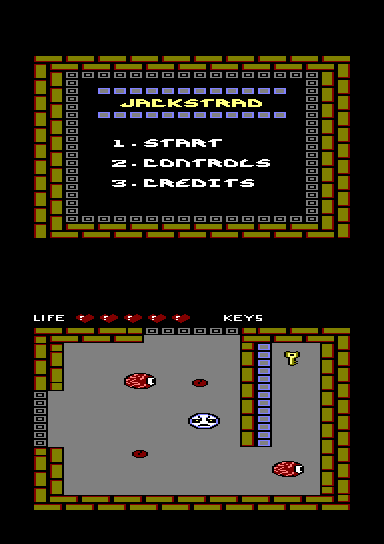 JACKSTRAD
1.START
2.CONTROLS
3.CREDITS
LIFE KEYS